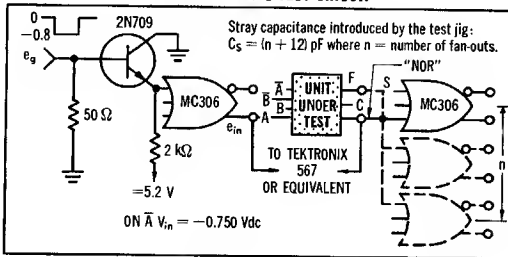 0
−0.8
2N709
Stray capacitance introduced by the test jig:
Cs = (n + 12) pF where n = number of fan-outs.
eg
50 Ω
MC306
ein
2 kΩ
=5.2 V
ON A̅ Vin = −0.750 Vdc
A̅
B̅
B
A
UNIT
UNDER
TEST
F
C
"NOR"
S
MC306
n
TO TEKTRONIX
567
OR EQUIVALENT